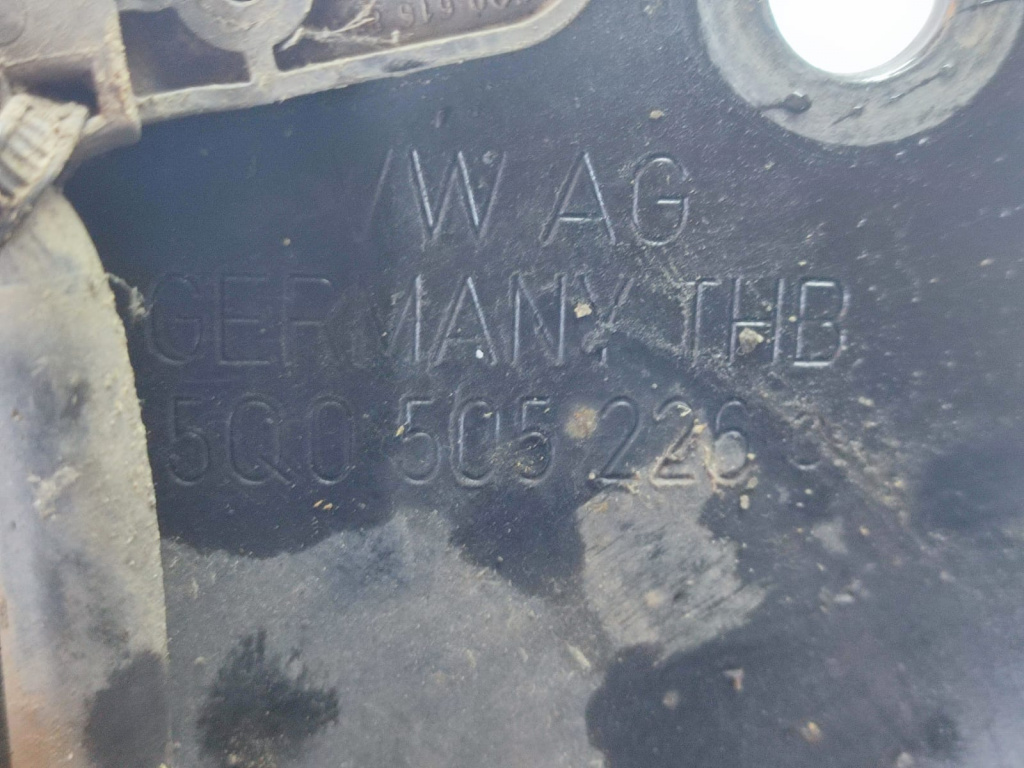 VW AG
GERMANY THB
5Q0 505 226